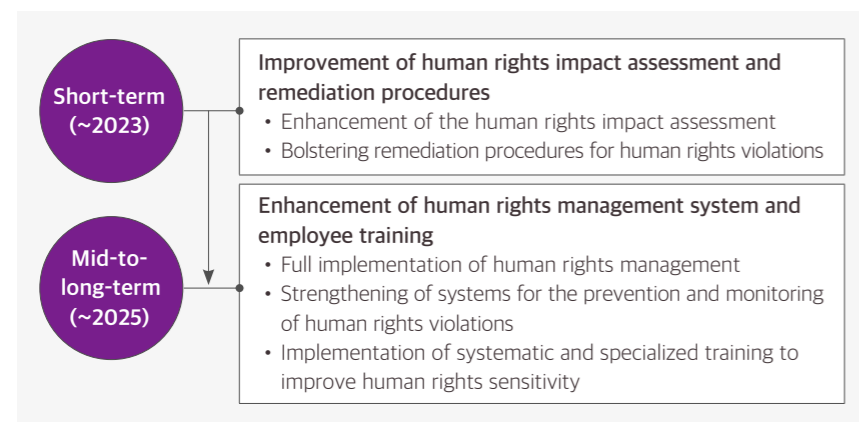 Short-term
(~2023)
Improvement of human rights impact assessment and
remediation procedures
• Enhancement of the human rights impact assessment
• Bolstering remediation procedures for human rights violations
Mid-to-
long-term
(~2025)
Enhancement of human rights management system and
employee training
• Full implementation of human rights management
• Strengthening of systems for the prevention and monitoring
of human rights violations
• Implementation of systematic and specialized training to
improve human rights sensitivity